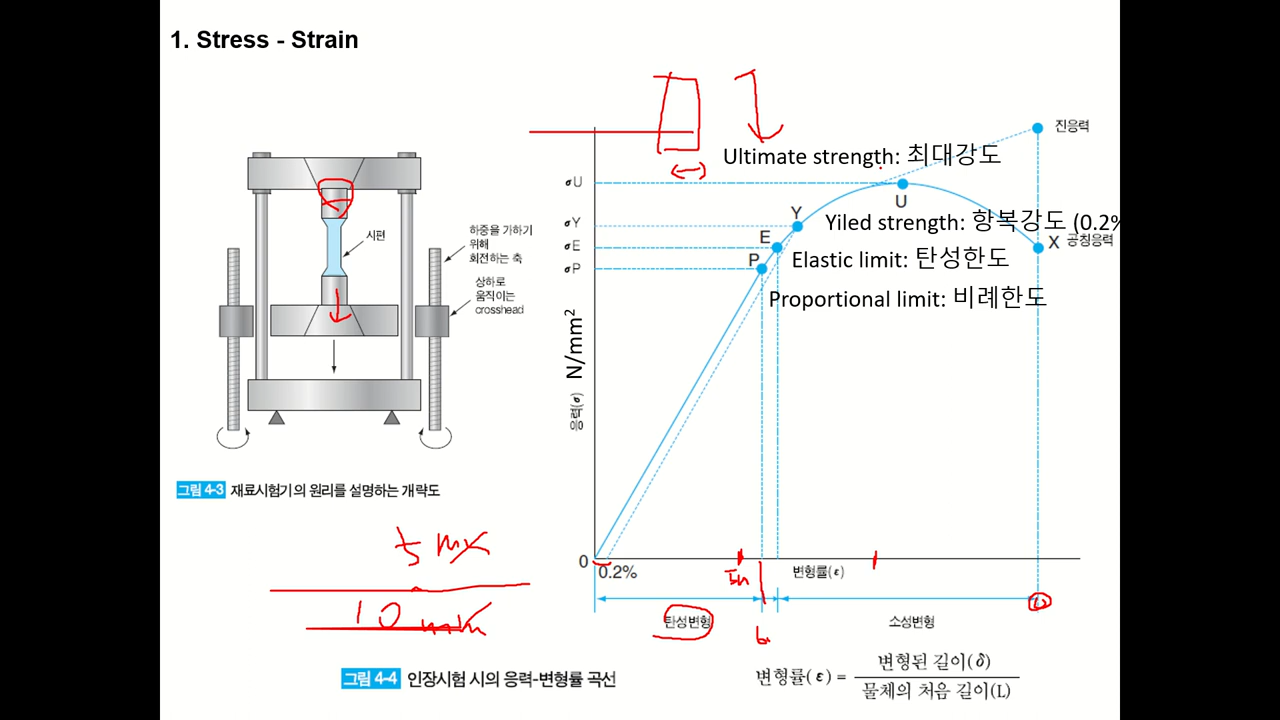 1. Stress - Strain
진응력
Ultimate strength: 최대강도
σU
U
σY
Y
Yiled strength: 항복강도 (0.2%
σE
E
X 공칭응력
Elastic limit: 탄성한도
σP
P
Proportional limit: 비례한도
시편
하중을 가하기
위해
회전하는 축
상하로
움직이는
crosshead
응력(σ) N/mm²
그림 4-3 재료시험기의 원리를 설명하는 개략도
0
0.2%
변형률(ε)
탄성변형
소성변형
5 mm
10 mm
그림 4-4 인장시험 시의 응력-변형률 곡선
변형률(ε) = 변형된 길이(δ)
물체의 처음 길이(L)